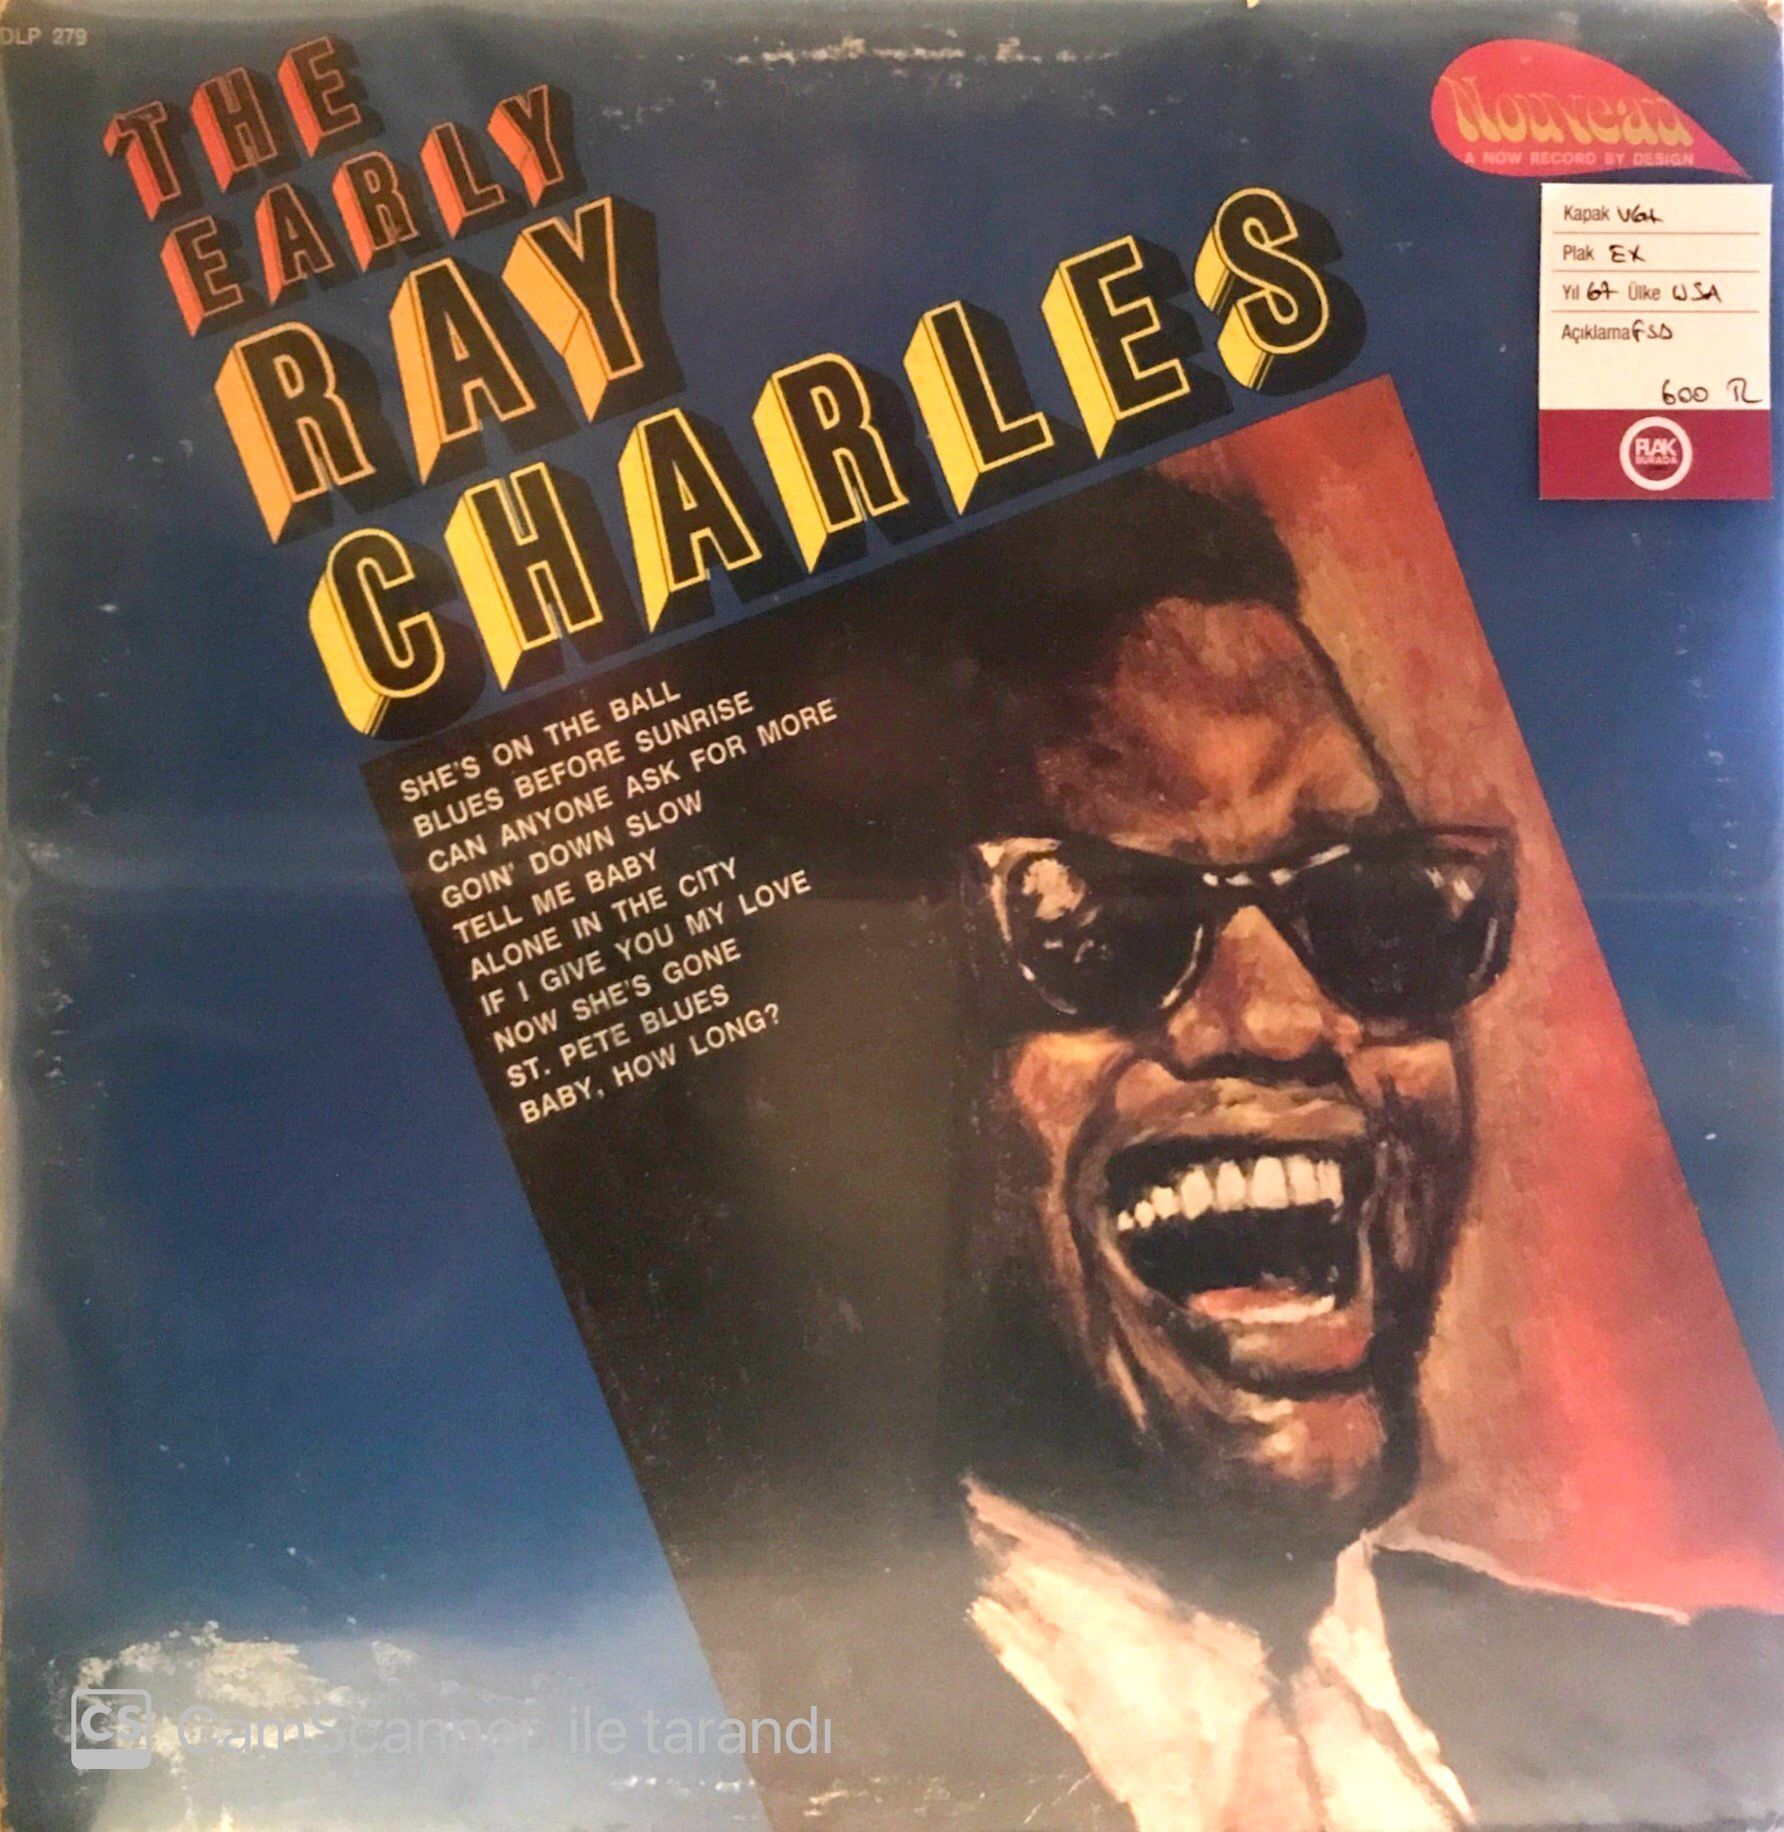 DLP 279
THE
EARLY
RAY
CHARLES
Nouveau
A NOW RECORD BY DESIGN
Kapak VG+
Plak EX
Yıl 67 Ülke USA
Açıklama
600 TL
PLAK
BURADA
SHE'S ON THE BALL
BLUES BEFORE SUNRISE
CAN ANYONE ASK FOR MORE
GOIN' DOWN SLOW
TELL ME BABY
ALONE IN THE CITY
IF I GIVE YOU MY LOVE
NOW SHE'S GONE
ST. PETE BLUES
BABY, HOW LONG?
CS CamScanner ile tarandı